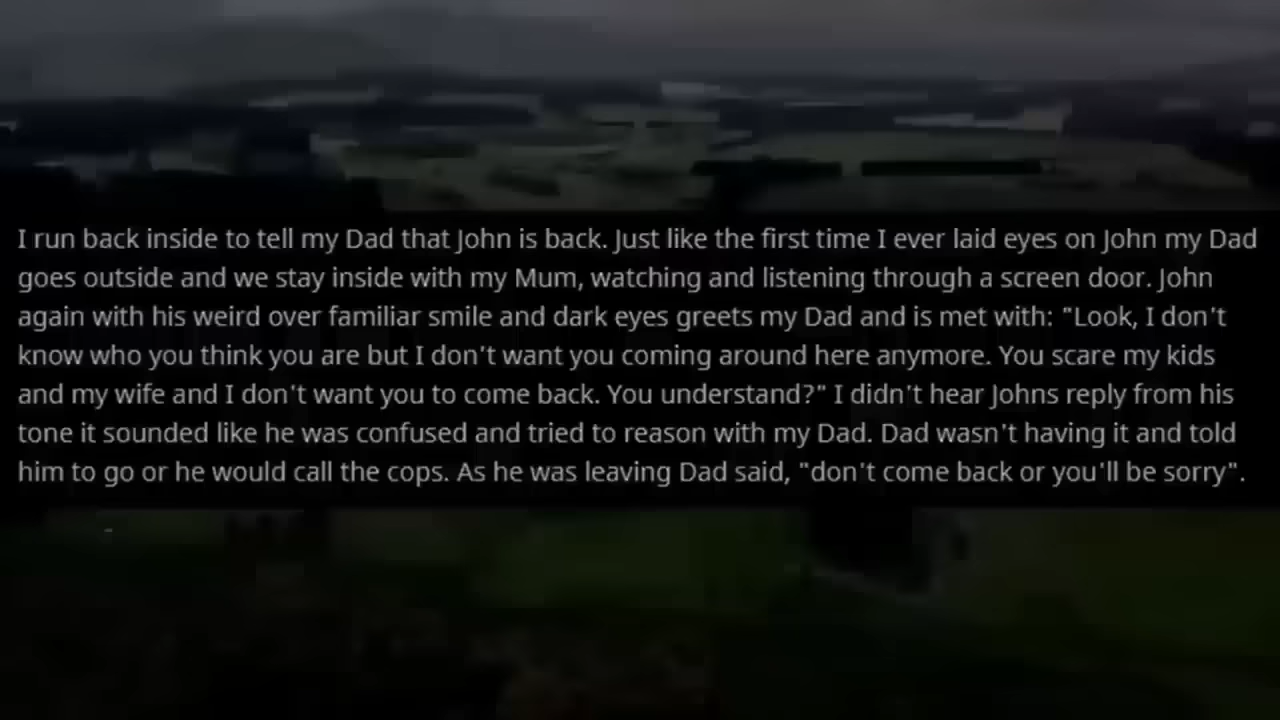 I run back inside to tell my Dad that John is back. Just like the first time I ever laid eyes on John my Dad
goes outside and we stay inside with my Mum, watching and listening through a screen door. John
again with his weird over familiar smile and dark eyes greets my Dad and is met with: "Look, I don't
know who you think you are but I don't want you coming around here anymore. You scare my kids
and my wife and I don't want you to come back. You understand?" I didn't hear Johns reply from his
tone it sounded like he was confused and tried to reason with my Dad. Dad wasn't having it and told
him to go or he would call the cops. As he was leaving Dad said, "don't come back or you'll be sorry".